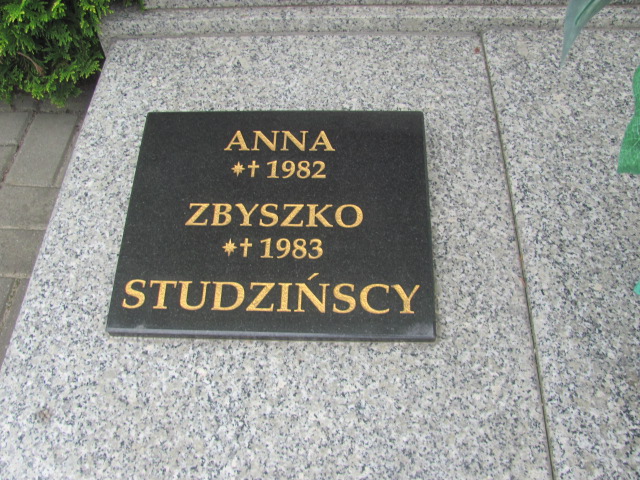 ANNA
✴† 1982
ZBYSZKO
✴† 1983
STUDZIŃSCY